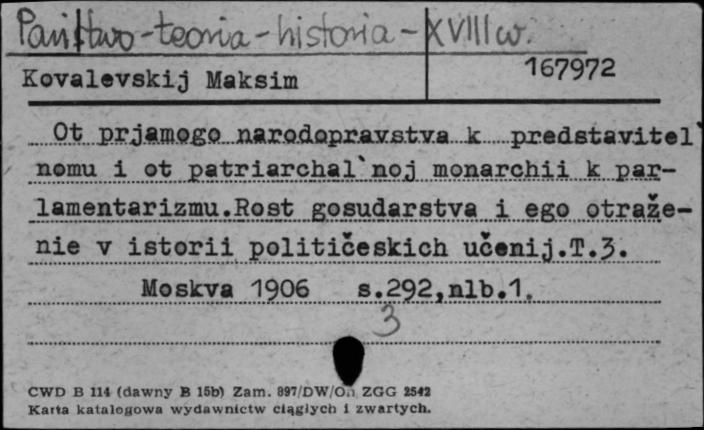 Państwo-teoria-historia-XVIII w.
Kovalevskij Maksim 167972
Ot prjamogo narodopravstva k predstavitel`
nomu i ot patriarchal`noj monarchii k par-
lamentarizmu.Rost gosudarstva i ego otraže-
nie v istorii političeskich učenij.T.3.
Moskva 1906 s.292,nlb.1.
3
CWD B 114 (dawny B 15b) Zam. 897/DW/Oh ZGG 2542
Karta katalogowa wydawnictw ciągłych i zwartych.